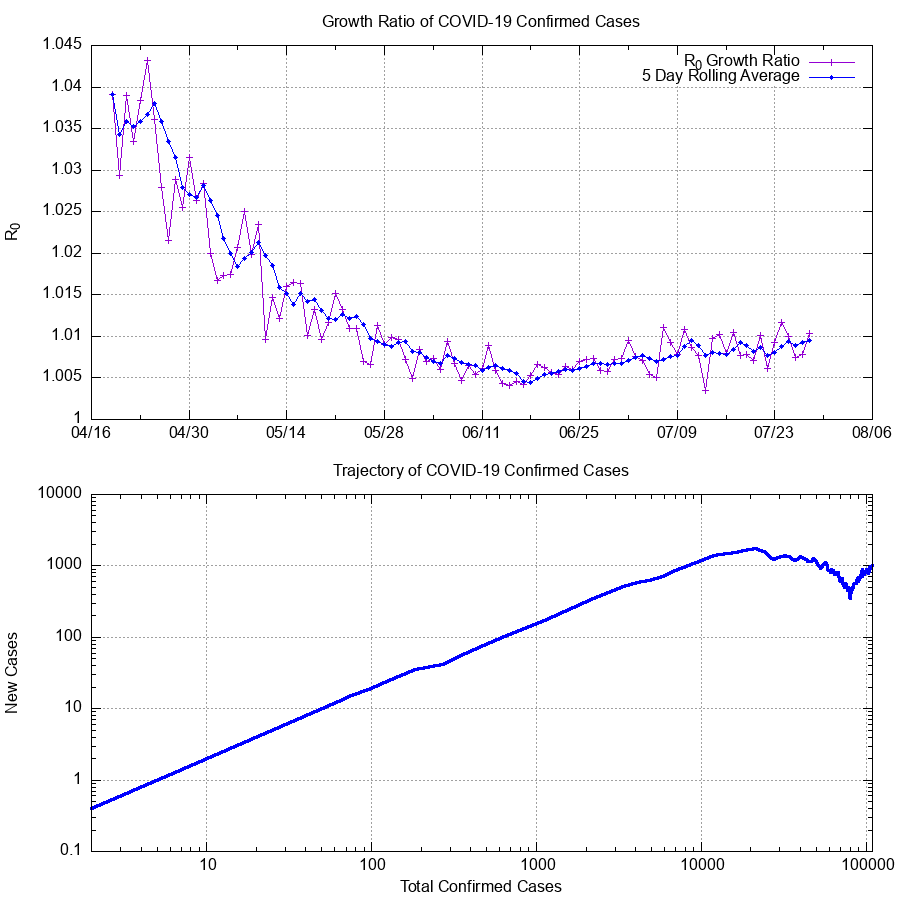 Growth Ratio of COVID-19 Confirmed Cases
1.045
1.04
1.035
1.03
1.025
1.02
1.015
1.01
1.005
1
R0
R0 Growth Ratio
5 Day Rolling Average
04/16 04/30 05/14 05/28 06/11 06/25 07/09 07/23 08/06
Trajectory of COVID-19 Confirmed Cases
10000
1000
100
10
1
0.1
New Cases
10 100 1000 10000 100000
Total Confirmed Cases